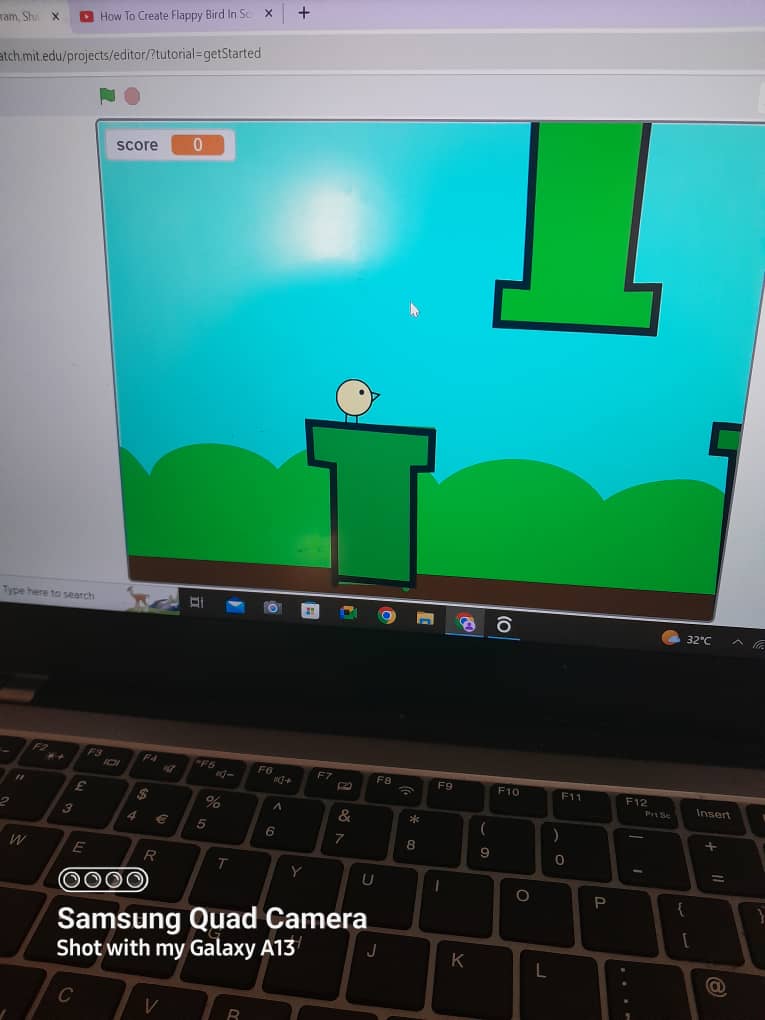 How To Create Flappy Bird In Sc
atch.mit.edu/projects/editor/?tutorial=getStarted
score 0
Type here to search
32°C
F2 F3 F4 *F5 F6 F7 F8 F9 F10 F11 F12 Prt Sc Insert
" £ $ € % ^ & * ( ) — +
2 3 4 5 6 7 8 9 0 - =
W E R T Y U I O P { [ }
G H J K L : ; @
C V B
Samsung Quad Camera
Shot with my Galaxy A13